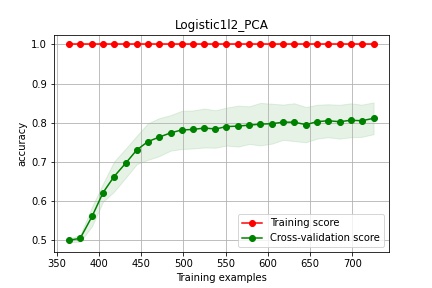 Logistic1l2_PCA
1.0
0.9
0.8
0.7
0.6
0.5
accuracy
350 400 450 500 550 600 650 700
Training examples
Training score
Cross-validation score